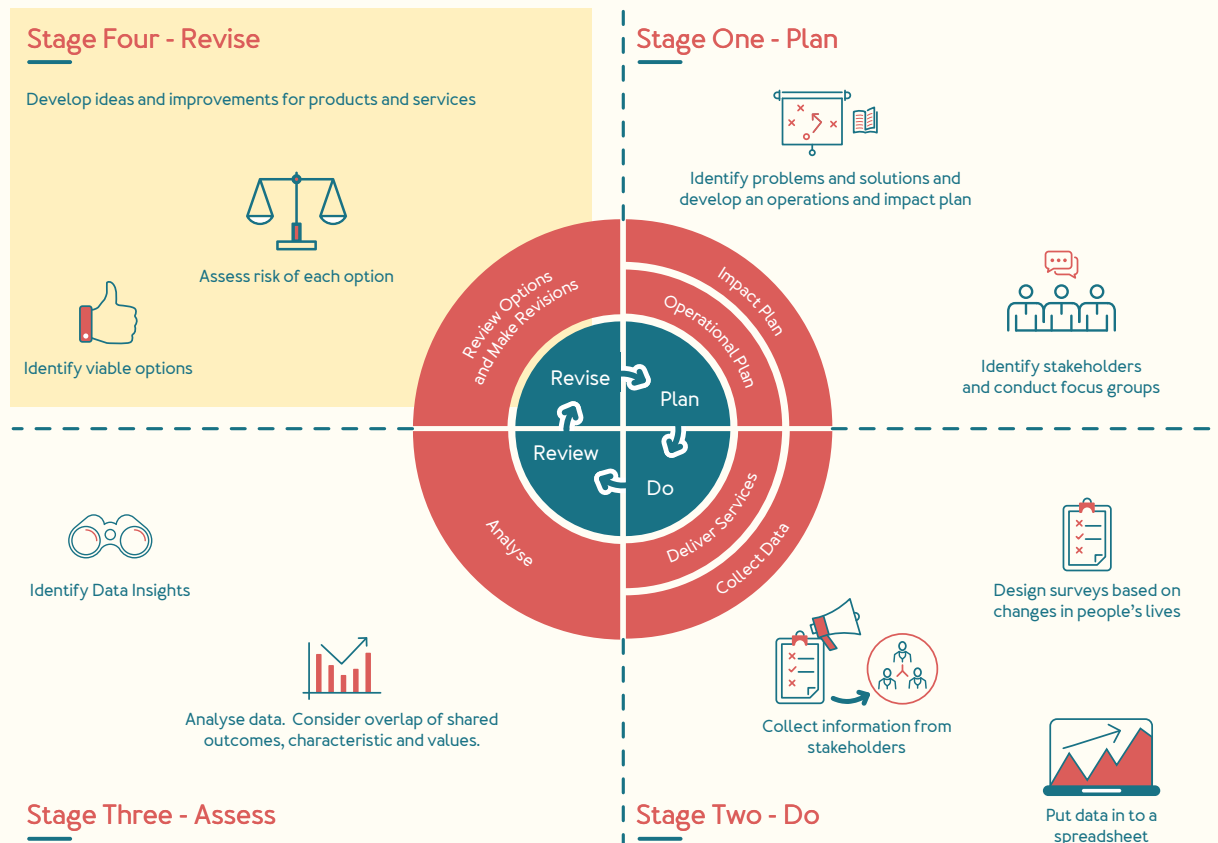 Stage Four - Revise
Develop ideas and improvements for products and services
Assess risk of each option
Identify viable options
Stage One - Plan
Identify problems and solutions and
develop an operations and impact plan
Identify stakeholders
and conduct focus groups
Review Options
and Make Revisions
Impact Plan
Operational Plan
Revise
Plan
Review
Do
Analyse
Deliver Services
Collect Data
Identify Data Insights
Analyse data.  Consider overlap of shared
outcomes, characteristic and values.
Stage Three - Assess
Design surveys based on
changes in people's lives
Collect information from
stakeholders
Put data in to a
spreadsheet
Stage Two - Do